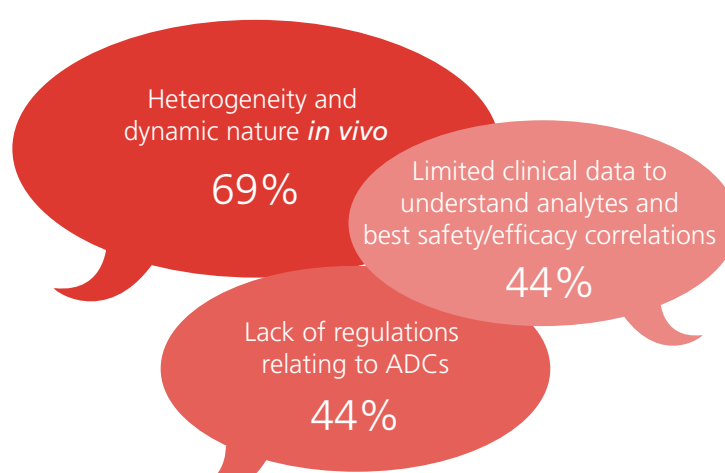 Heterogeneity and
dynamic nature in vivo
69%
Limited clinical data to
understand analytes and
best safety/efficacy correlations
44%
Lack of regulations
relating to ADCs
44%